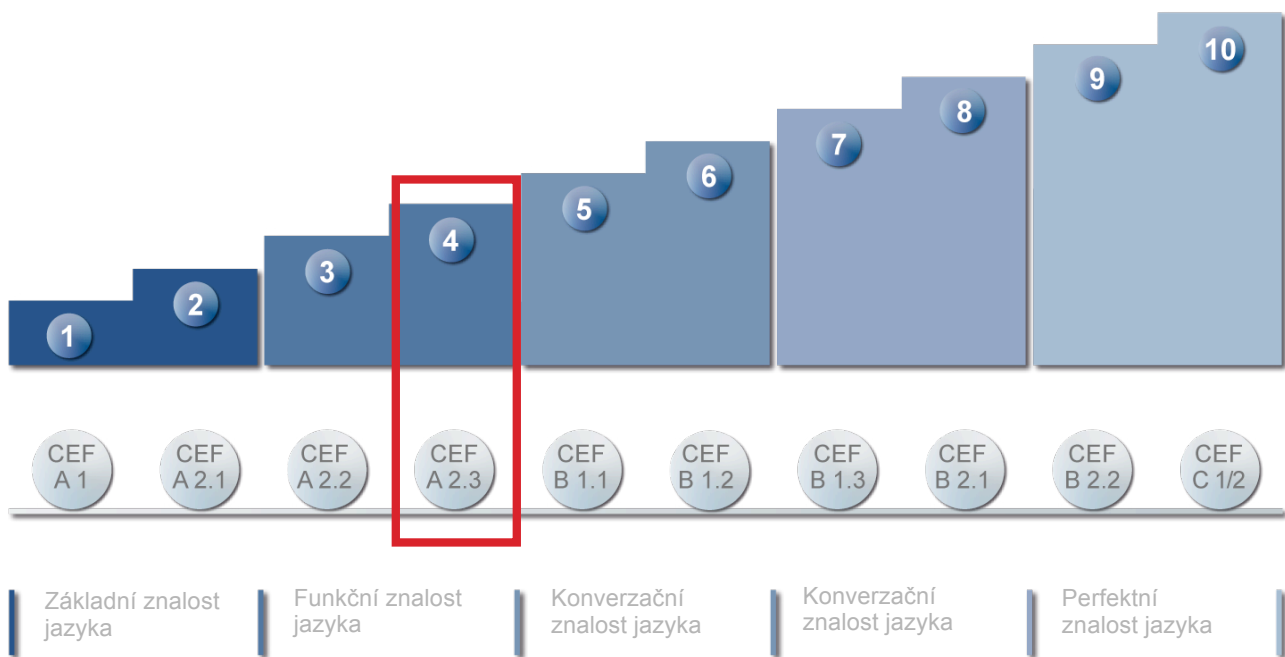 10
9
8
7
6
5
4
3
2
1
CEF
A 1
CEF
A 2.1
CEF
A 2.2
CEF
A 2.3
CEF
B 1.1
CEF
B 1.2
CEF
B 1.3
CEF
B 2.1
CEF
B 2.2
CEF
C 1/2
Základní znalost
jazyka
Funkční znalost
jazyka
Konverzační
znalost jazyka
Konverzační
znalost jazyka
Perfektní
znalost jazyka